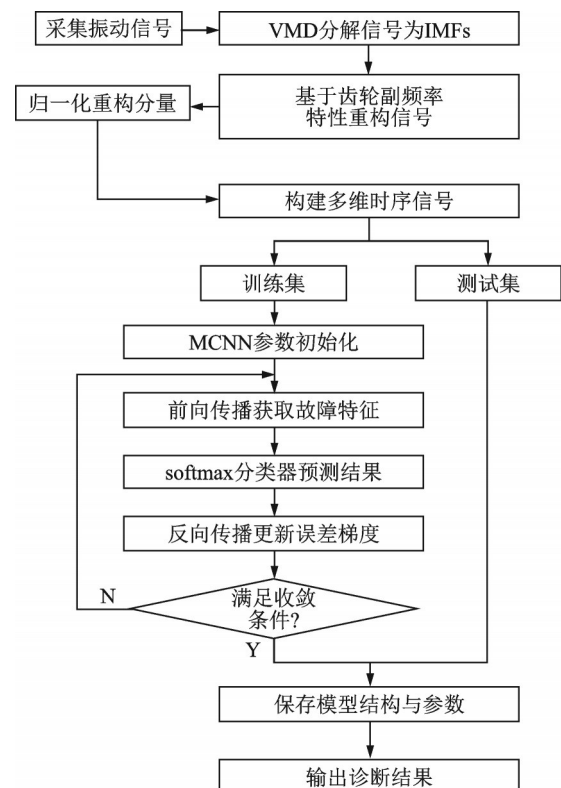 采集振动信号
VMD分解信号为IMFs
归一化重构分量
基于齿轮副频率
特性重构信号
构建多维时序信号
训练集
测试集
MCNN参数初始化
前向传播获取故障特征
softmax分类器预测结果
反向传播更新误差梯度
N
满足收敛
条件?
Y
保存模型结构与参数
输出诊断结果